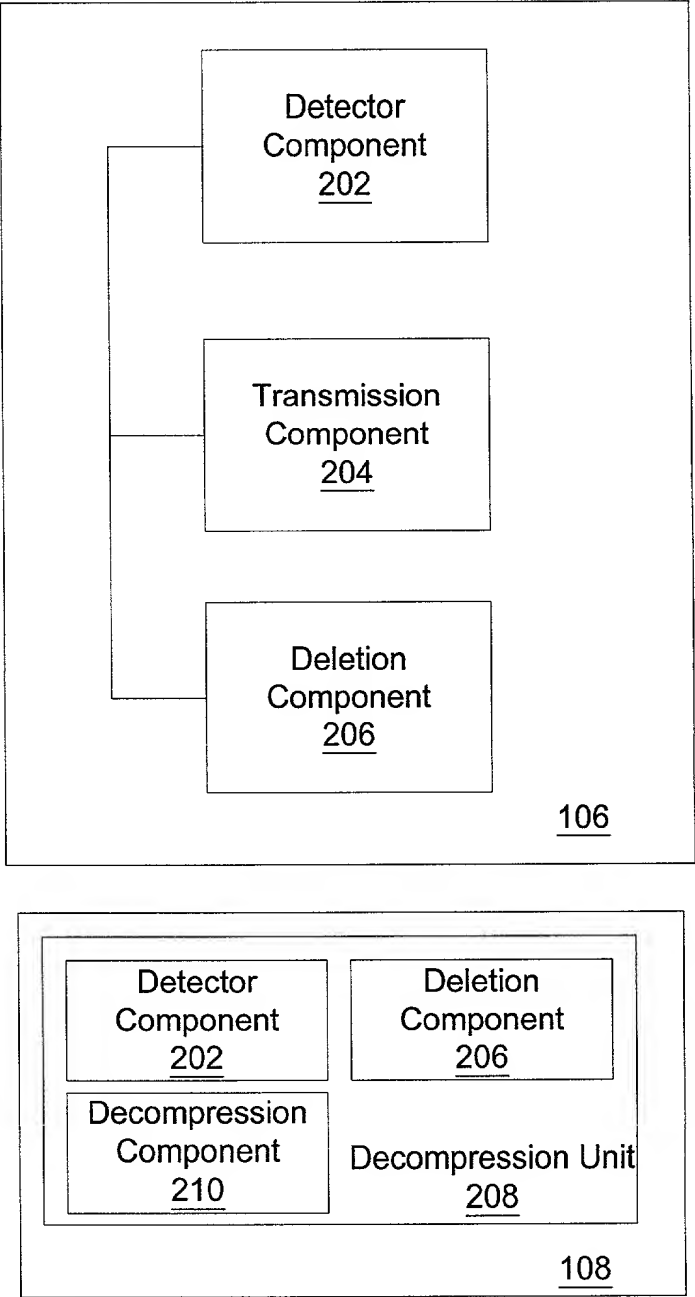 Detector
Component
202
Transmission
Component
204
Deletion
Component
206
106
Detector
Component
202
Deletion
Component
206
Decompression
Component
210
Decompression Unit
208
108